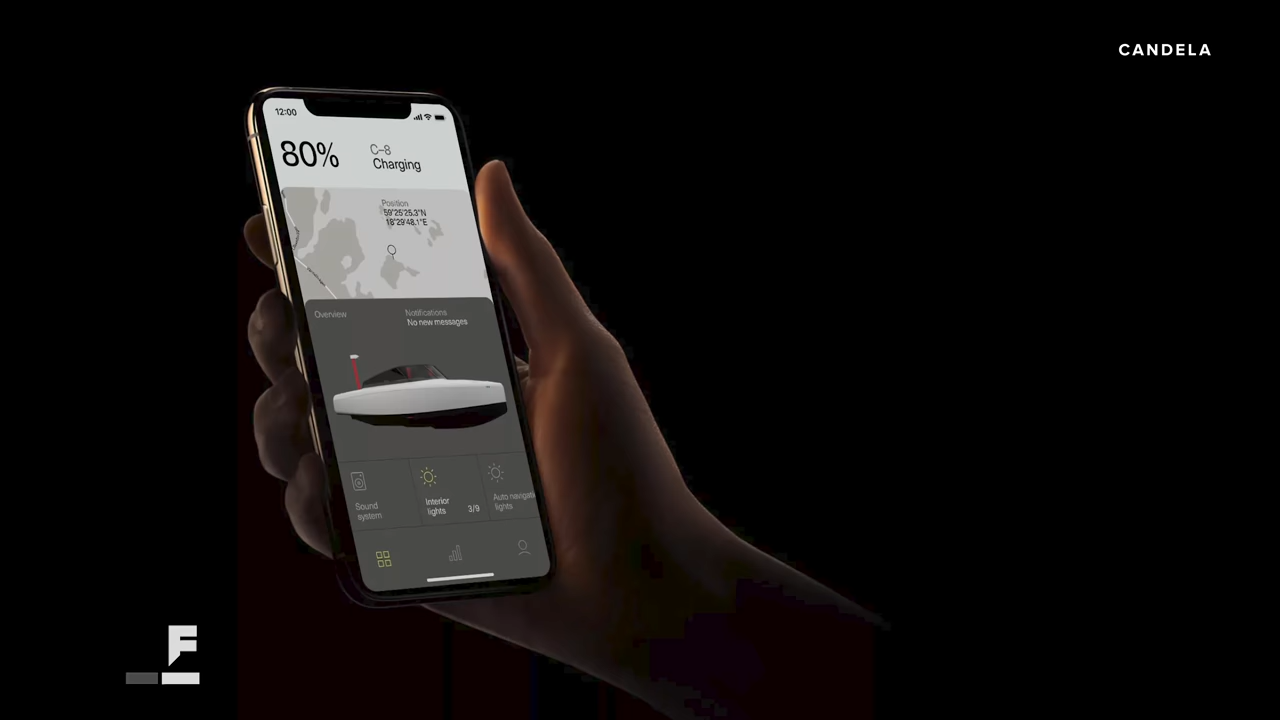 CANDELA
12:00
80%
C–8
Charging
Position
59°25'25.3"N
18°29'48.1"E
Overview
Notifications
No new messages
Sound
system
Interior
lights
3/9
Auto navigati
lights
F